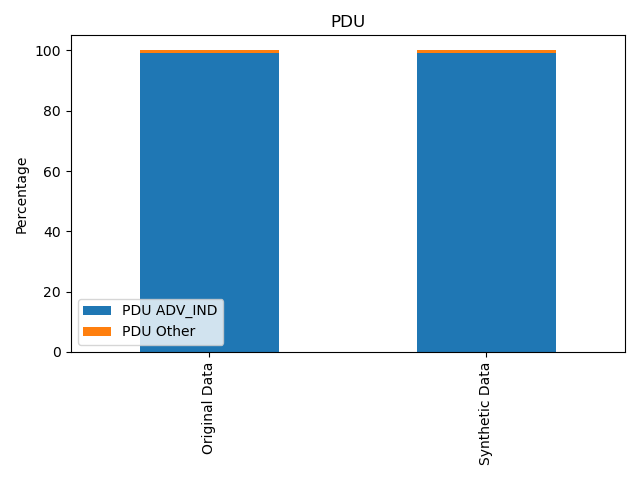 PDU
100
80
60
40
20
0
Percentage
PDU ADV_IND
PDU Other
Original Data
Synthetic Data